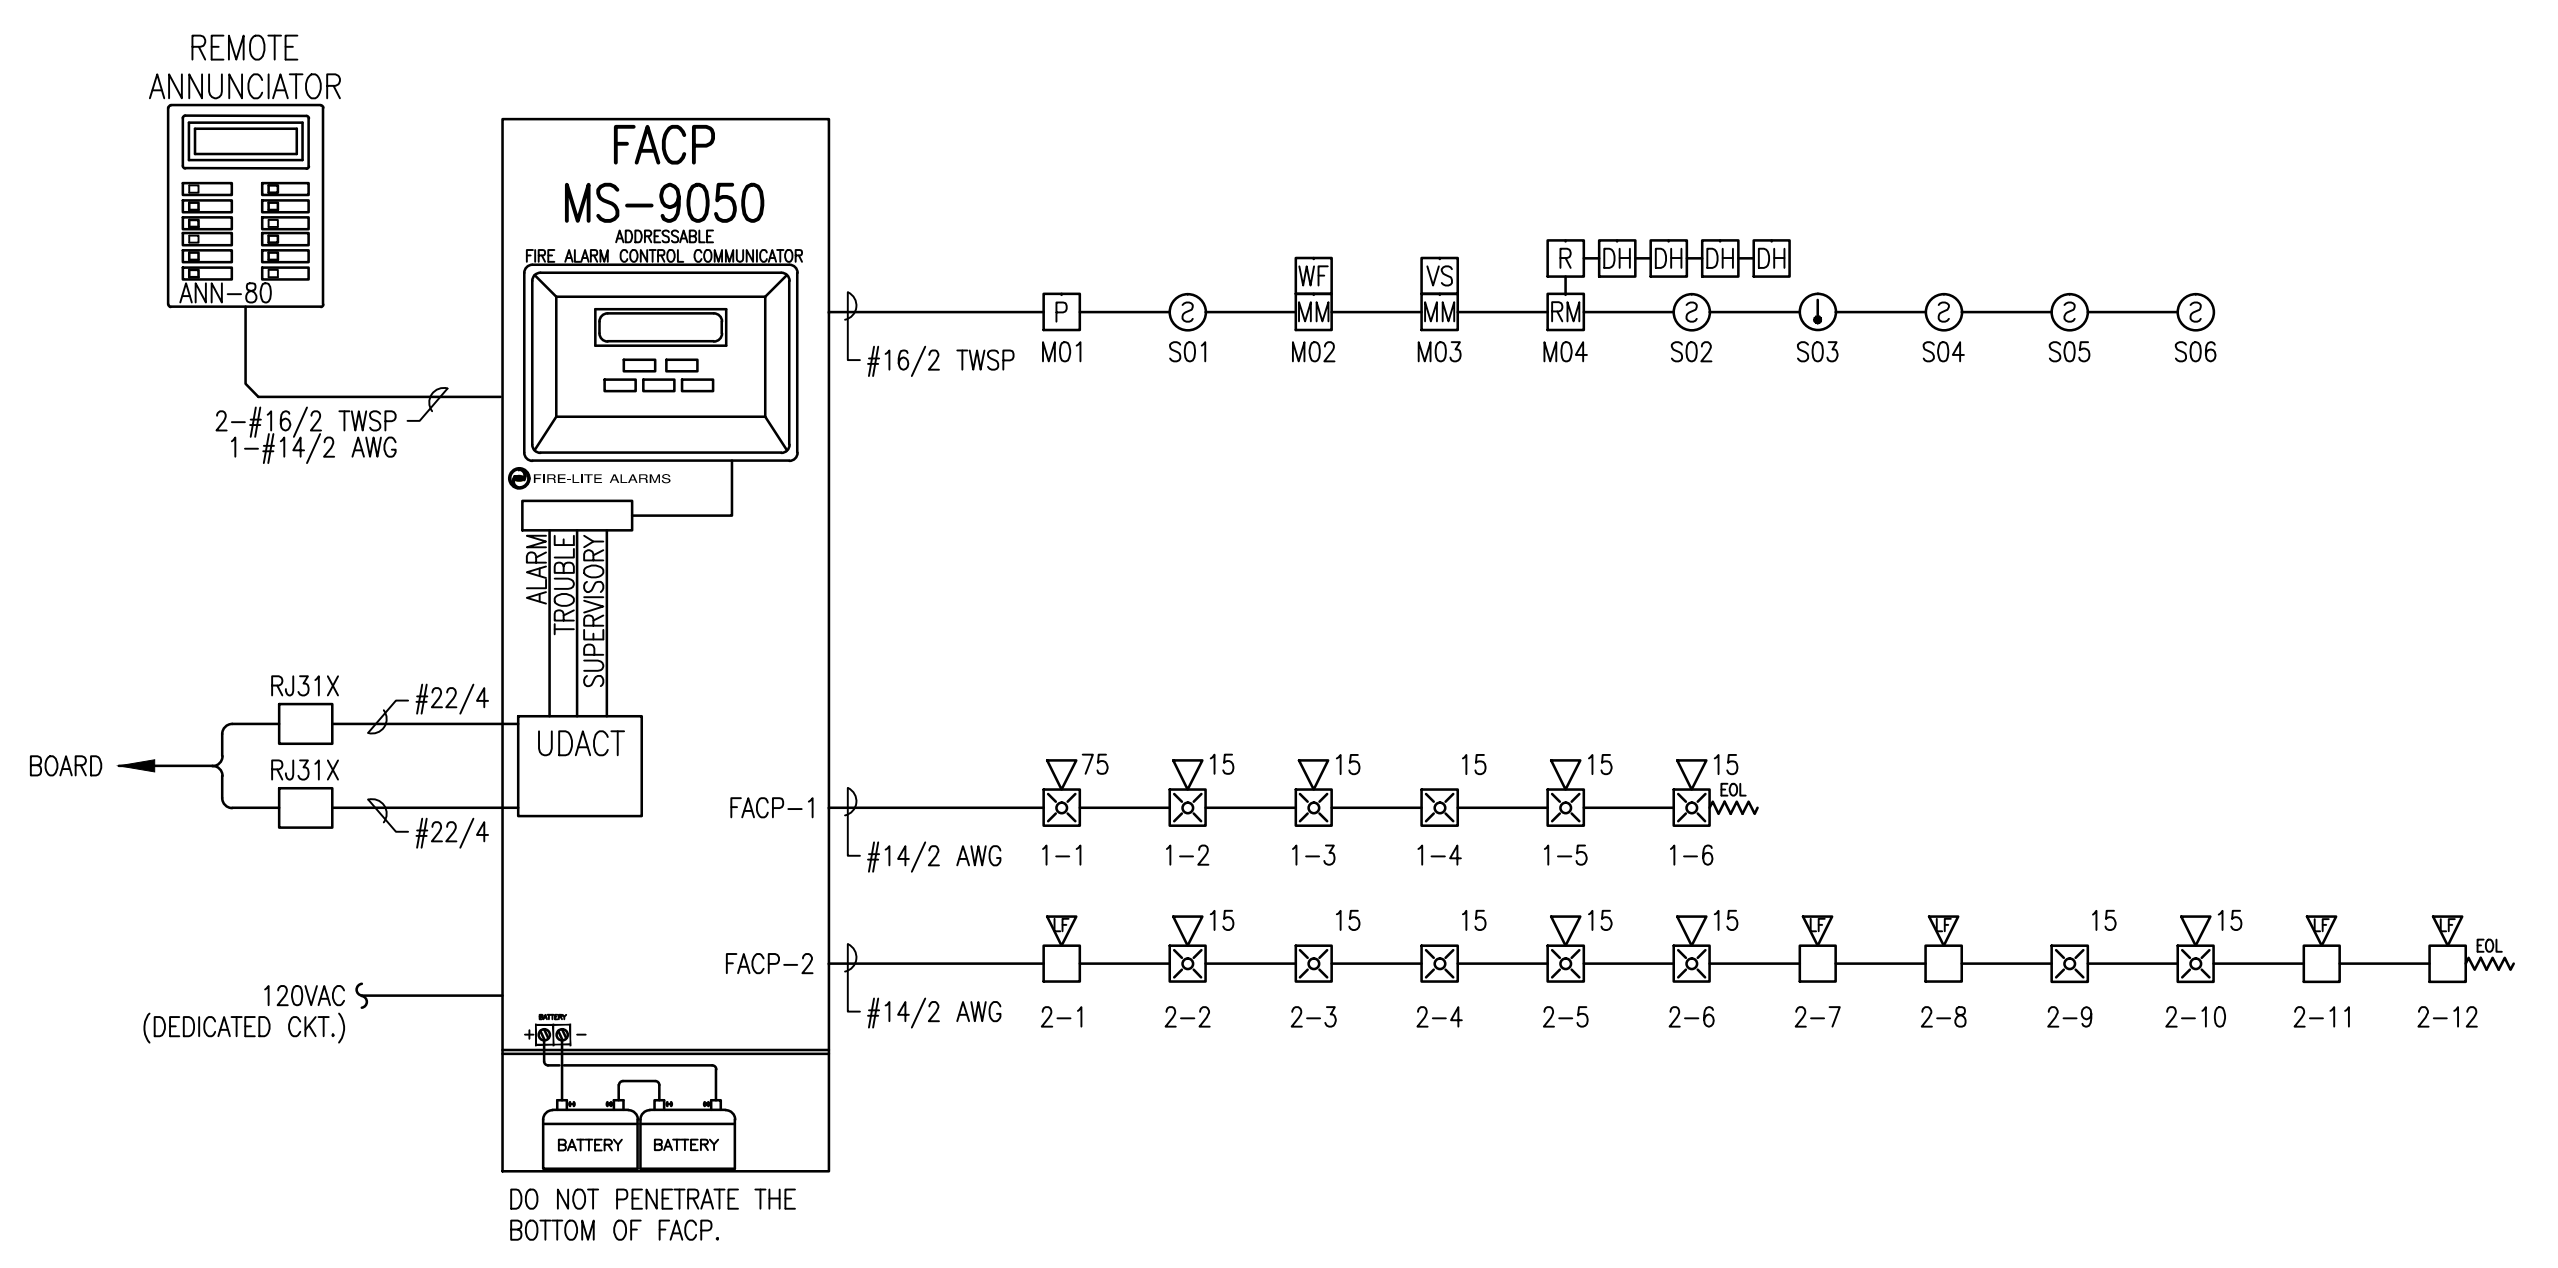 REMOTE
ANNUNCIATOR
ANN-80
2-#16/2 TWSP
1-#14/2 AWG
FACP
MS-9050
ADDRESSABLE
FIRE ALARM CONTROL COMMUNICATOR
FIRE-LITE ALARMS
ALARM
TROUBLE
SUPERVISORY
RJ31X
#22/4
UDACT
BOARD
RJ31X
#22/4
120VAC
(DEDICATED CKT.)
BATTERY
+ -
BATTERY BATTERY
DO NOT PENETRATE THE
BOTTOM OF FACP.
R DH DH DH DH
WF VS
P S MM MM RM S S S S
#16/2 TWSP
M01 S01 M02 M03 M04 S02 S03 S04 S05 S06
75 15 15 15 15 15
EOL
FACP-1
#14/2 AWG
1-1 1-2 1-3 1-4 1-5 1-6
LF 15 15 15 15 15 LF LF 15 15 LF LF
EOL
FACP-2
#14/2 AWG
2-1 2-2 2-3 2-4 2-5 2-6 2-7 2-8 2-9 2-10 2-11 2-12